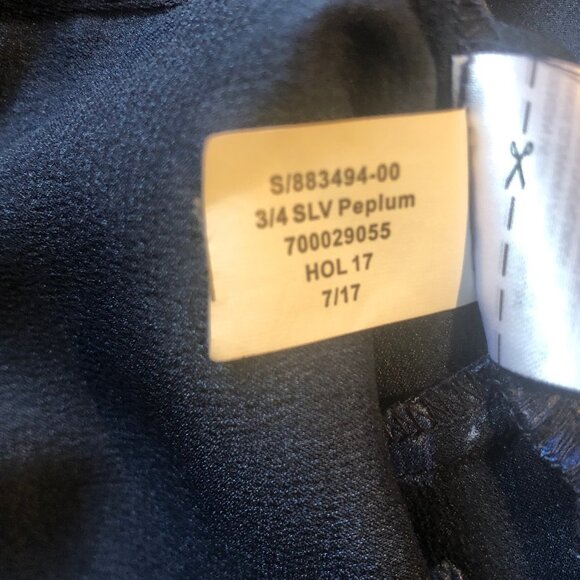 S/883494-00
3/4 SLV Peplum
700029055
HOL 17
7/17